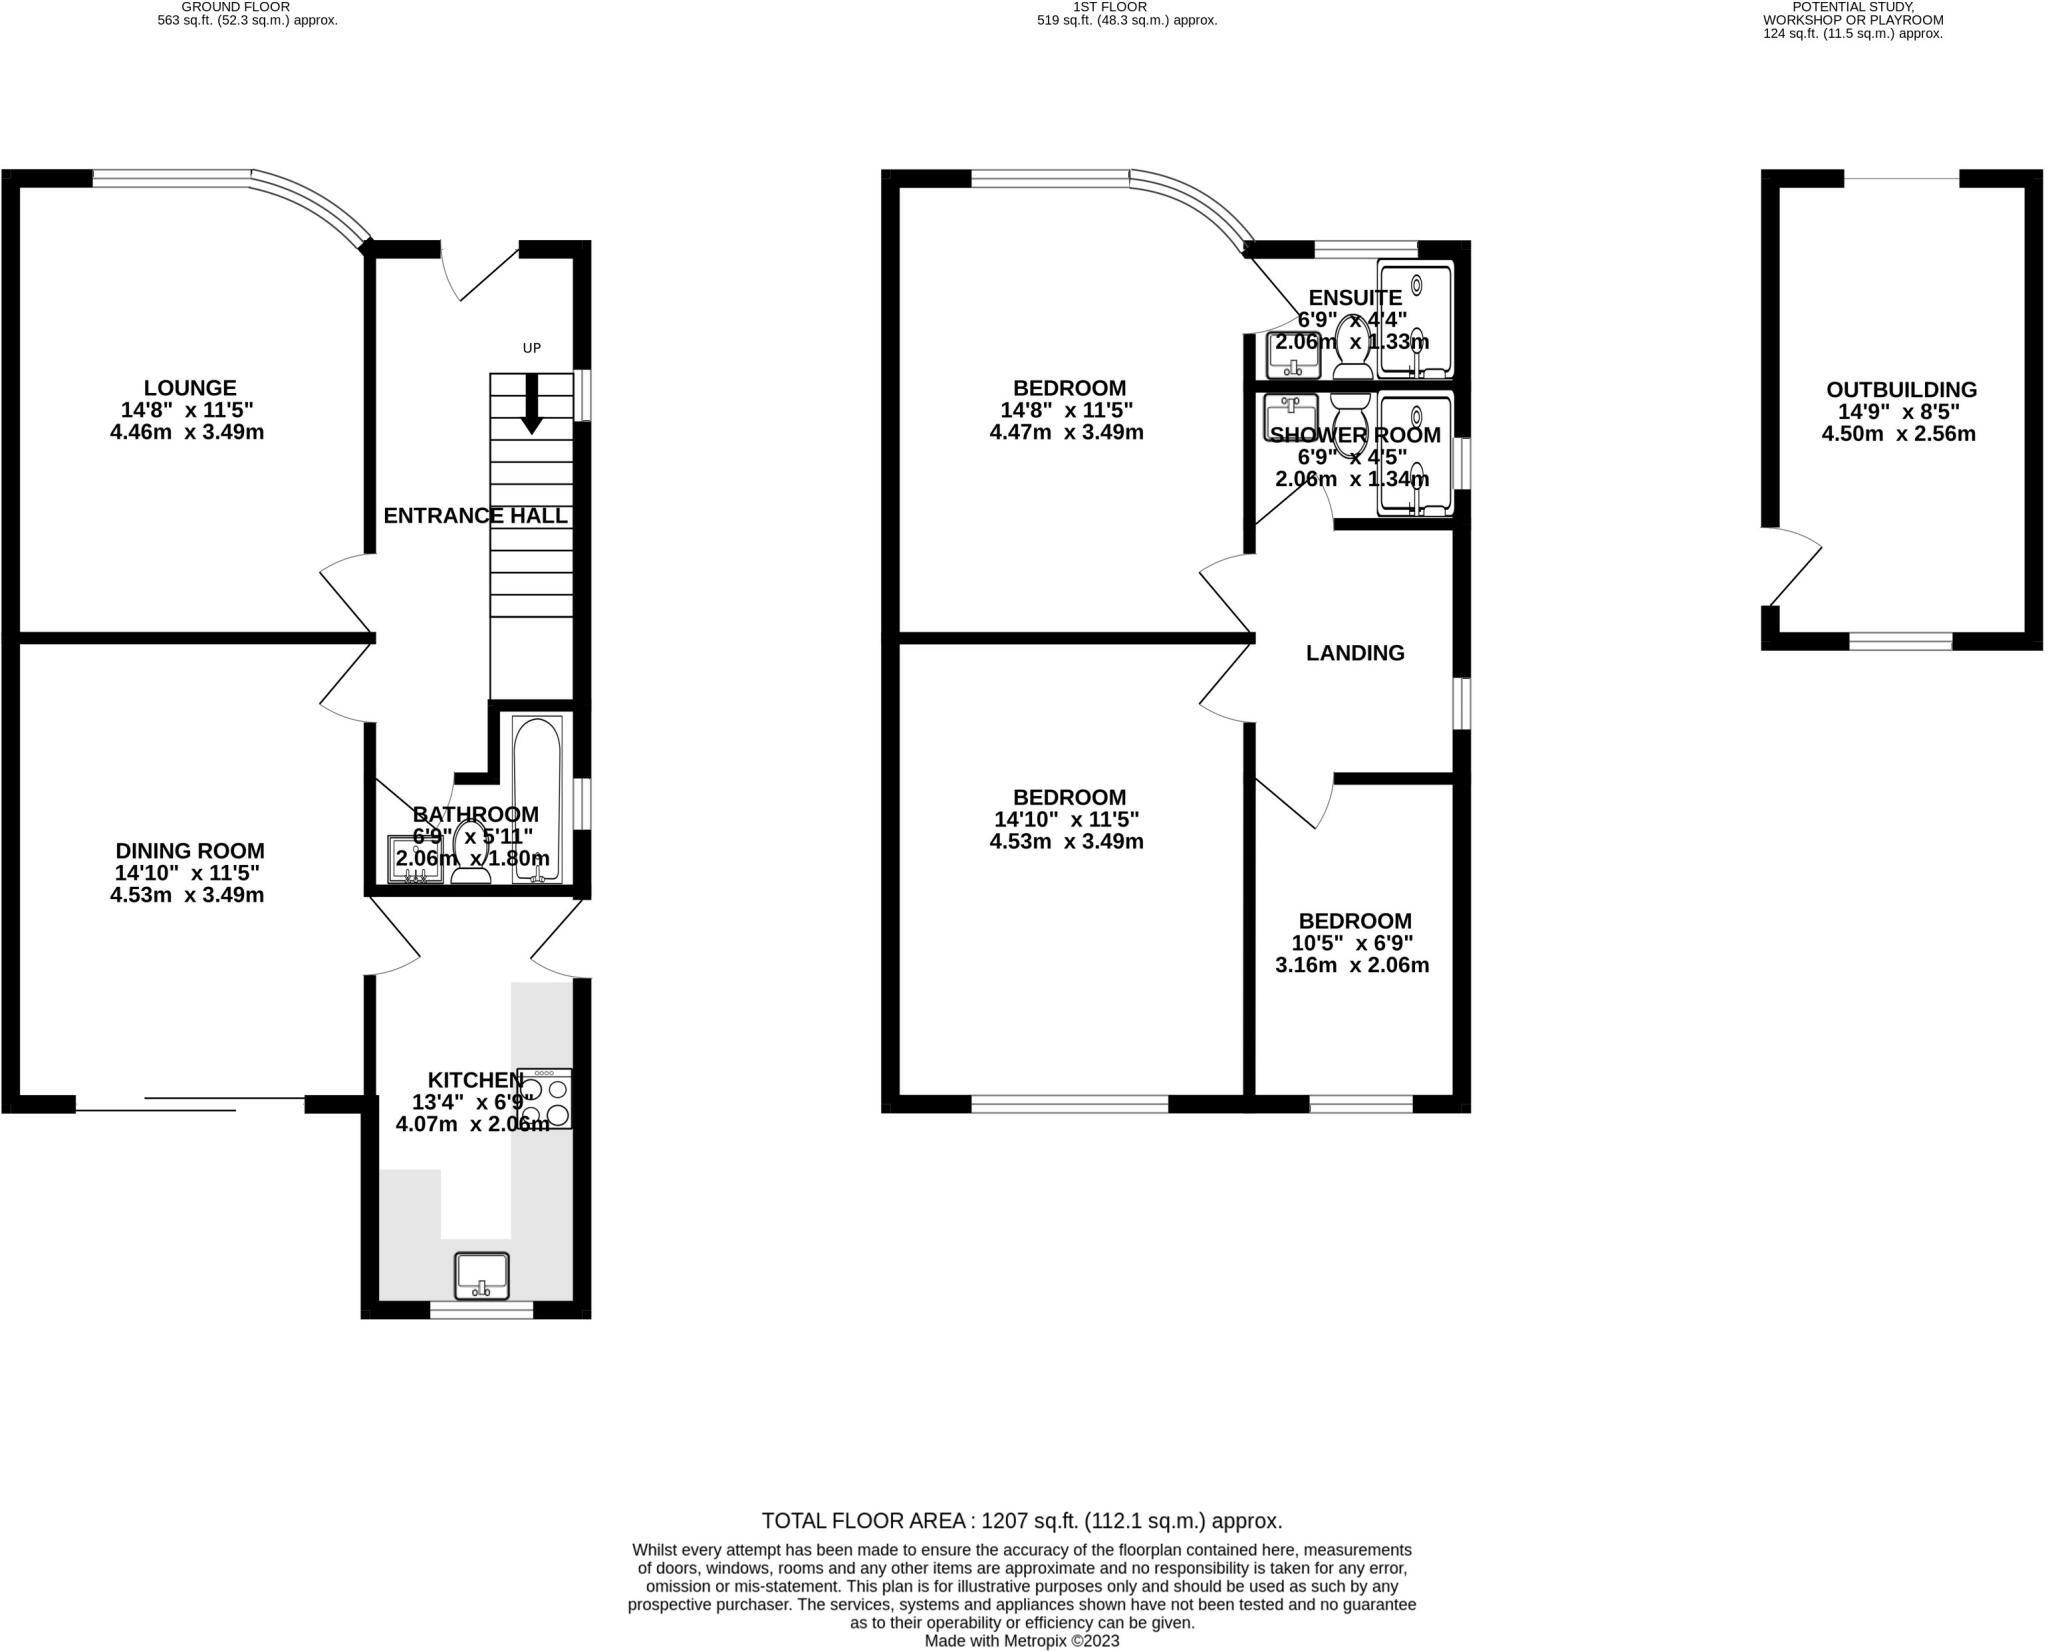 GROUND FLOOR
563 sq.ft. (52.3 sq.m.) approx.
1ST FLOOR
519 sq.ft. (48.3 sq.m.) approx.
POTENTIAL STUDY,
WORKSHOP OR PLAYROOM
124 sq.ft. (11.5 sq.m.) approx.
LOUNGE
14'8" x 11'5"
4.46m x 3.49m
UP
ENTRANCE HALL
DINING ROOM
14'10" x 11'5"
4.53m x 3.49m
BATHROOM
6'9" x 5'11"
2.06m x 1.80m
KITCHEN
13'4" x 6'9"
4.07m x 2.06m
BEDROOM
14'8" x 11'5"
4.47m x 3.49m
ENSUITE
6'9" x 4'4"
2.06m x 1.33m
SHOWER ROOM
6'9" x 4'5"
2.06m x 1.34m
LANDING
BEDROOM
14'10" x 11'5"
4.53m x 3.49m
BEDROOM
10'5" x 6'9"
3.16m x 2.06m
OUTBUILDING
14'9" x 8'5"
4.50m x 2.56m
TOTAL FLOOR AREA : 1207 sq.ft. (112.1 sq.m.) approx.
Whilst every attempt has been made to ensure the accuracy of the floorplan contained here, measurements
of doors, windows, rooms and any other items are approximate and no responsibility is taken for any error,
omission or mis-statement. This plan is for illustrative purposes only and should be used as such by any
prospective purchaser. The services, systems and appliances shown have not been tested and no guarantee
as to their operability or efficiency can be given.
Made with Metropix ©2023